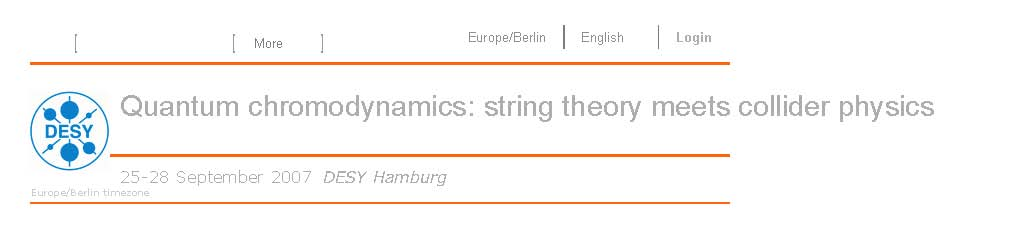 [ [ More ] Europe/Berlin | English | Login
Quantum chromodynamics: string theory meets collider physics
DESY
25-28 September 2007 DESY Hamburg
Europe/Berlin timezone